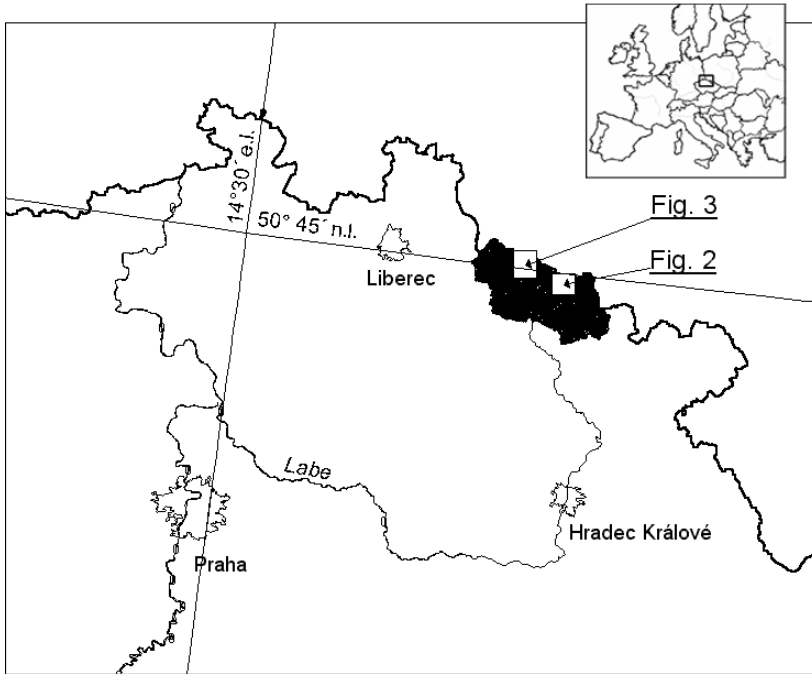 14°30´ e.l.
50° 45´ n.l.
Fig. 3
Fig. 2
Liberec
Labe
Hradec Králové
Praha